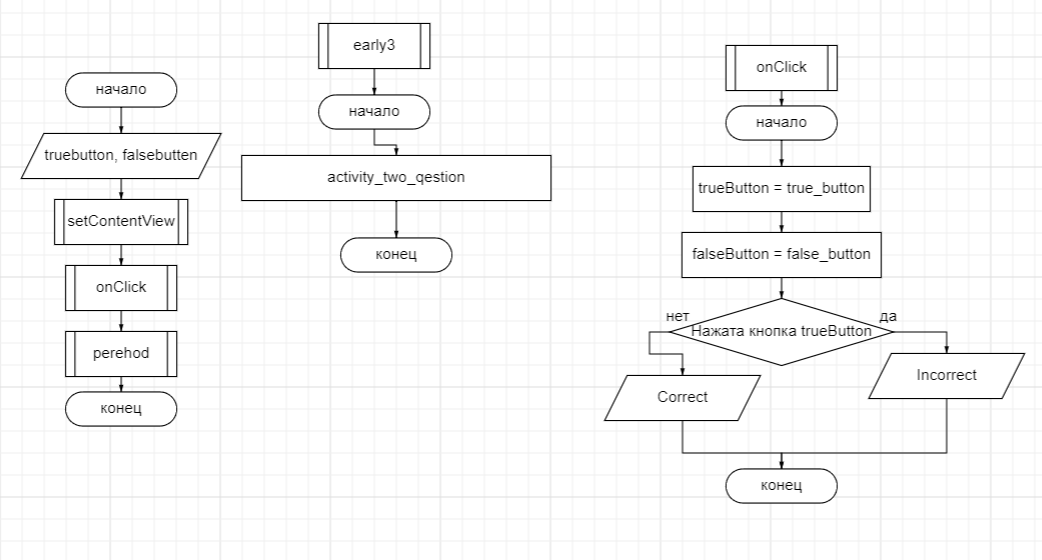 начало
truebutton, falsebutten
setContentView
onClick
perehod
конец
early3
начало
activity_two_qestion
конец
onClick
начало
trueButton = true_button
falseButton = false_button
нет
да
Нажата кнопка trueButton
Correct
Incorrect
конец